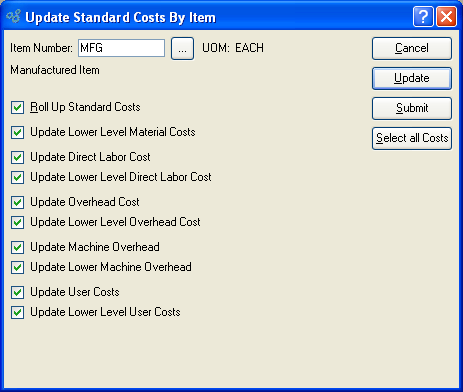 Update Standard Costs By Item
Item Number: MFG ... UOM: EACH
Cancel
Manufactured Item
Update
Roll Up Standard Costs
Submit
Update Lower Level Material Costs
Select all Costs
Update Direct Labor Cost
Update Lower Level Direct Labor Cost
Update Overhead Cost
Update Lower Level Overhead Cost
Update Machine Overhead
Update Lower Machine Overhead
Update User Costs
Update Lower Level User Costs